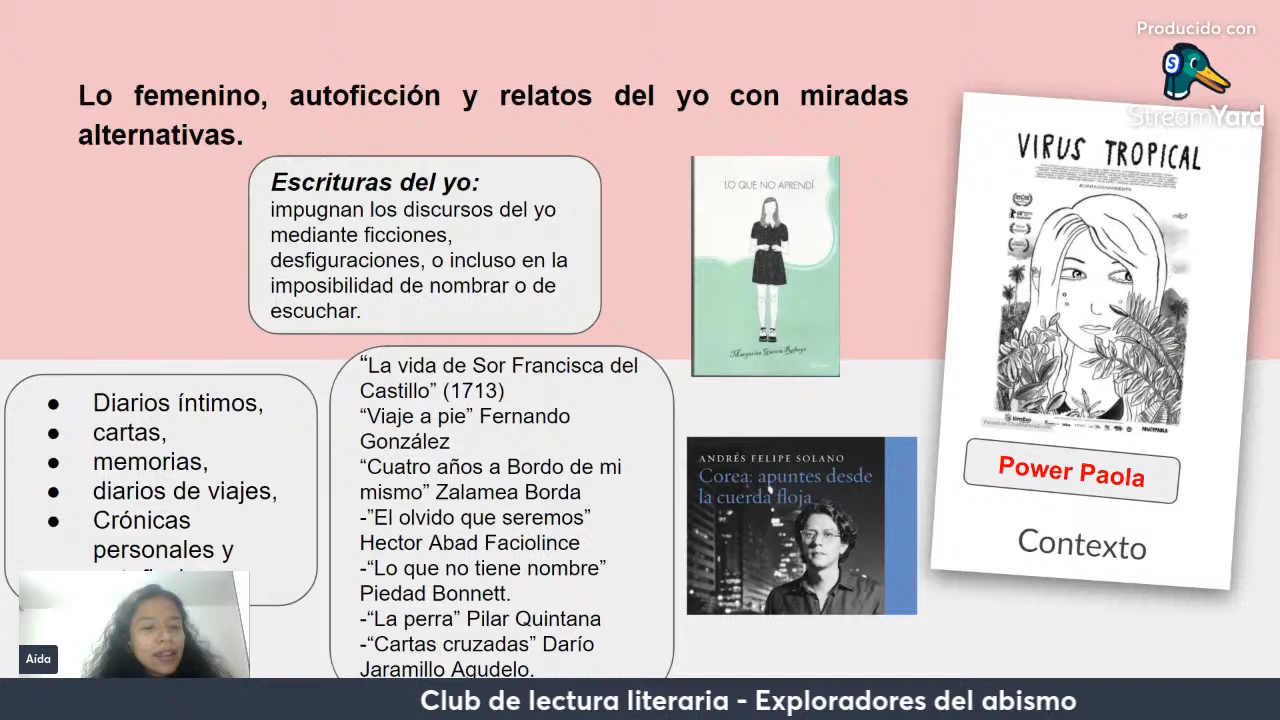 Producido con
StreamYard
Lo femenino, autoficción y relatos del yo con miradas
alternativas.
Escrituras del yo:
impugnan los discursos del yo
mediante ficciones,
desfiguraciones, o incluso en la
imposibilidad de nombrar o de
escuchar.
● Diarios íntimos,
● cartas,
● memorias,
● diarios de viajes,
● Crónicas
personales y
“La vida de Sor Francisca del
Castillo” (1713)
“Viaje a pie” Fernando
González
“Cuatro años a Bordo de mi
mismo” Zalamea Borda
-”El olvido que seremos”
Hector Abad Faciolince
-“Lo que no tiene nombre”
Piedad Bonnett.
-“La perra” Pilar Quintana
-“Cartas cruzadas” Darío
Jaramillo Agudelo.
LO QUE NO APRENDÍ
Margarita García Robayo
ANDRÉS FELIPE SOLANO
Corea: apuntes desde
la cuerda floja
VIRUS TROPICAL
POWERPAOLA
Power Paola
Contexto
Aída
Club de lectura literaria - Exploradores del abismo